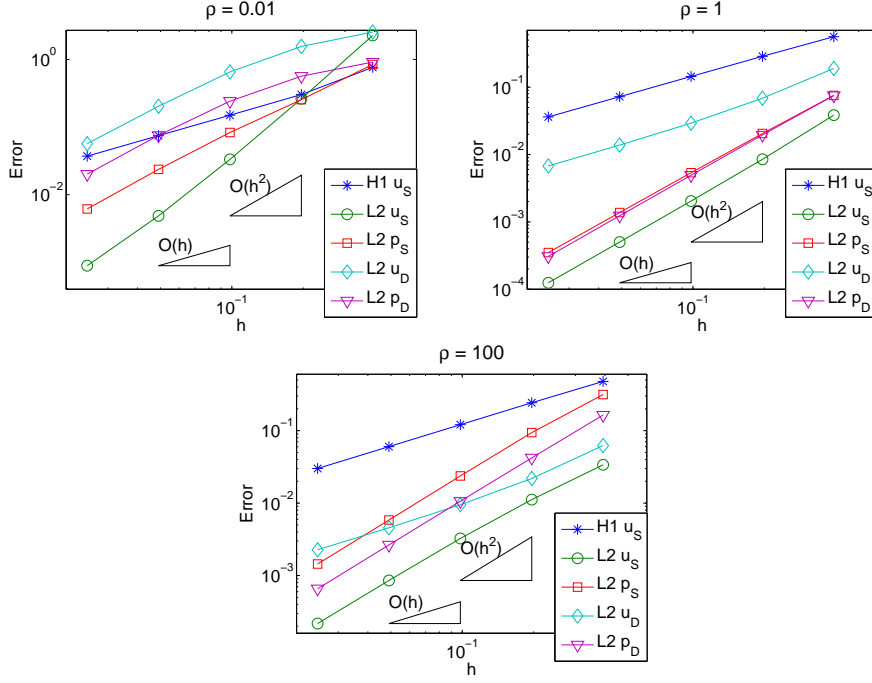 ρ = 0.01
10^0
10^{-2}
Error
10^{-1}
h
O(h)
O(h^2)
H1 u_S
L2 u_S
L2 p_S
L2 u_D
L2 p_D
ρ = 1
10^{-1}
10^{-2}
10^{-3}
10^{-4}
Error
10^{-1}
h
O(h)
O(h^2)
H1 u_S
L2 u_S
L2 p_S
L2 u_D
L2 p_D
ρ = 100
10^{-1}
10^{-2}
10^{-3}
Error
10^{-1}
h
O(h)
O(h^2)
H1 u_S
L2 u_S
L2 p_S
L2 u_D
L2 p_D